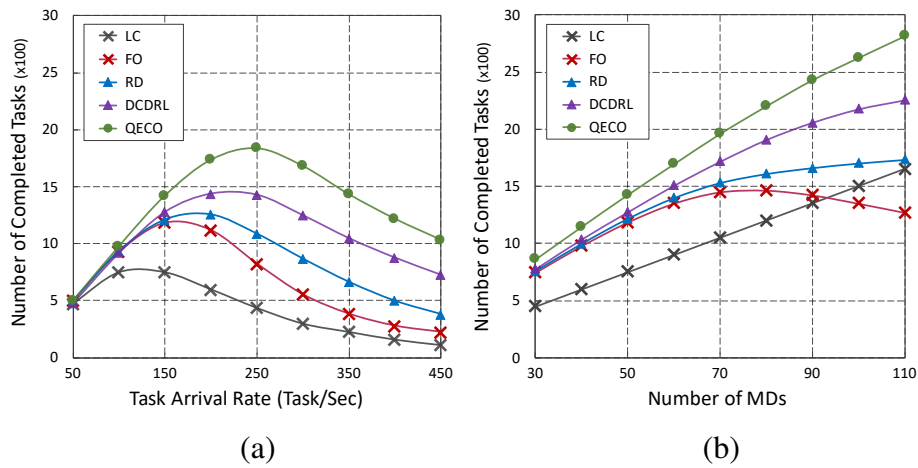 Number of Completed Tasks (x100)
30
25
20
15
10
5
0
LC
FO
RD
DCDRL
QECO
50
150
250
350
450
Task Arrival Rate (Task/Sec)
(a)
Number of Completed Tasks (x100)
30
25
20
15
10
5
0
LC
FO
RD
DCDRL
QECO
30
50
70
90
110
Number of MDs
(b)